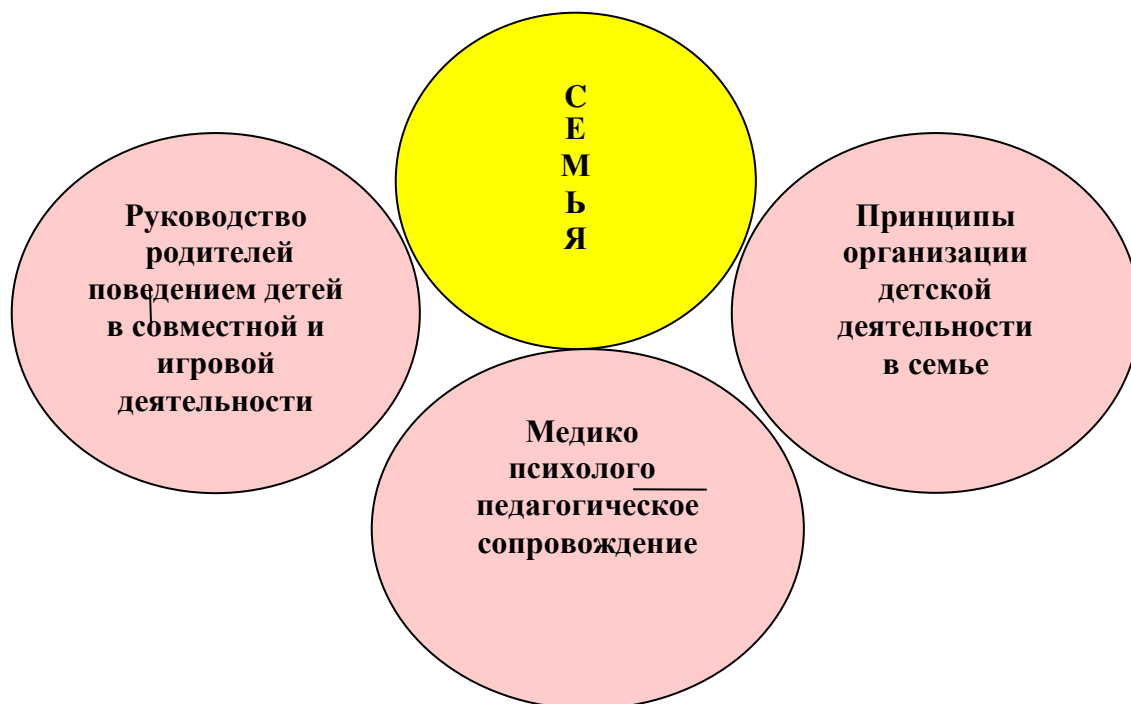 С
Е
М
Ь
Я
Руководство
родителей
поведением детей
в совместной и
игровой
деятельности
Принципы
организации
детской
деятельности
в семье
Медико
психолого
педагогическое
сопровождение